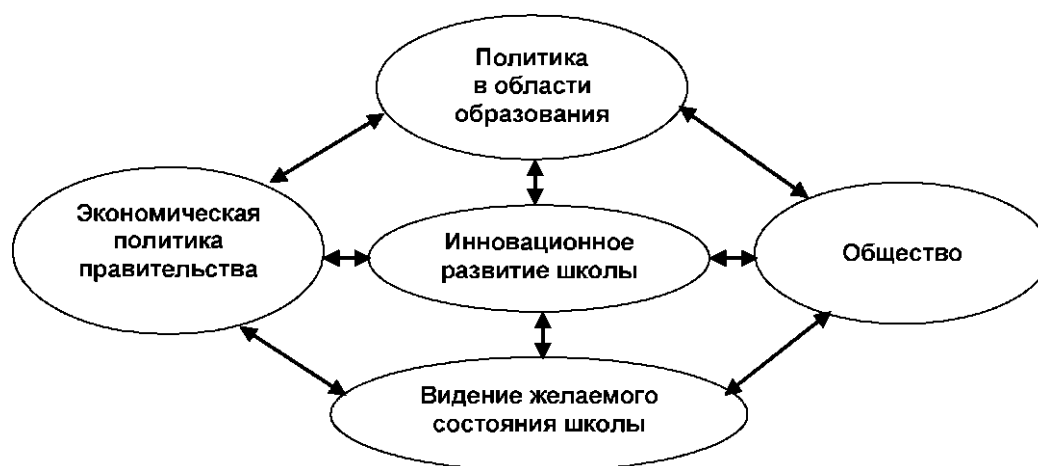 Политика
в области
образования
Экономическая
политика
правительства
Инновационное
развитие школы
Общество
Видение желаемого
состояния школы